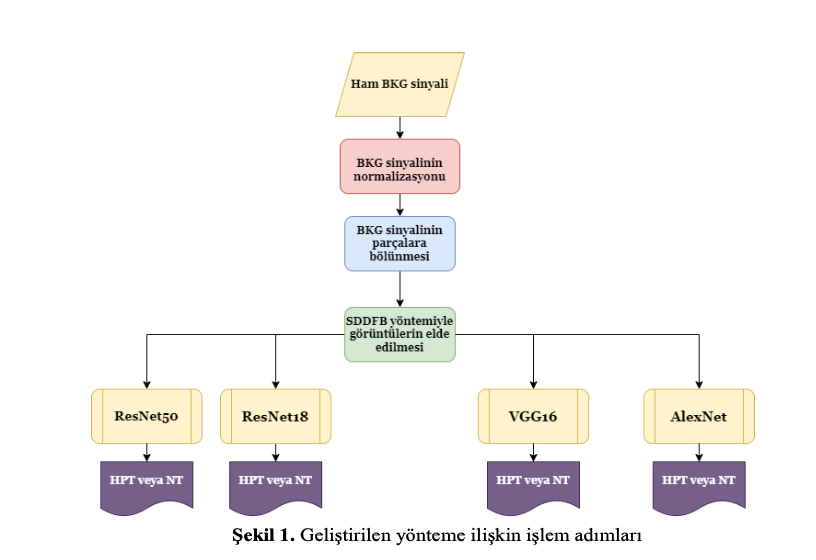 Ham BKG sinyali
BKG sinyalinin
normalizasyonu
BKG sinyalinin
parçalara
bölünmesi
SDDFB yöntemiyle
görüntülerin elde
edilmesi
ResNet50
ResNet18
VGG16
AlexNet
HPT veya NT
HPT veya NT
HPT veya NT
HPT veya NT
Şekil 1. Geliştirilen yönteme ilişkin işlem adımları